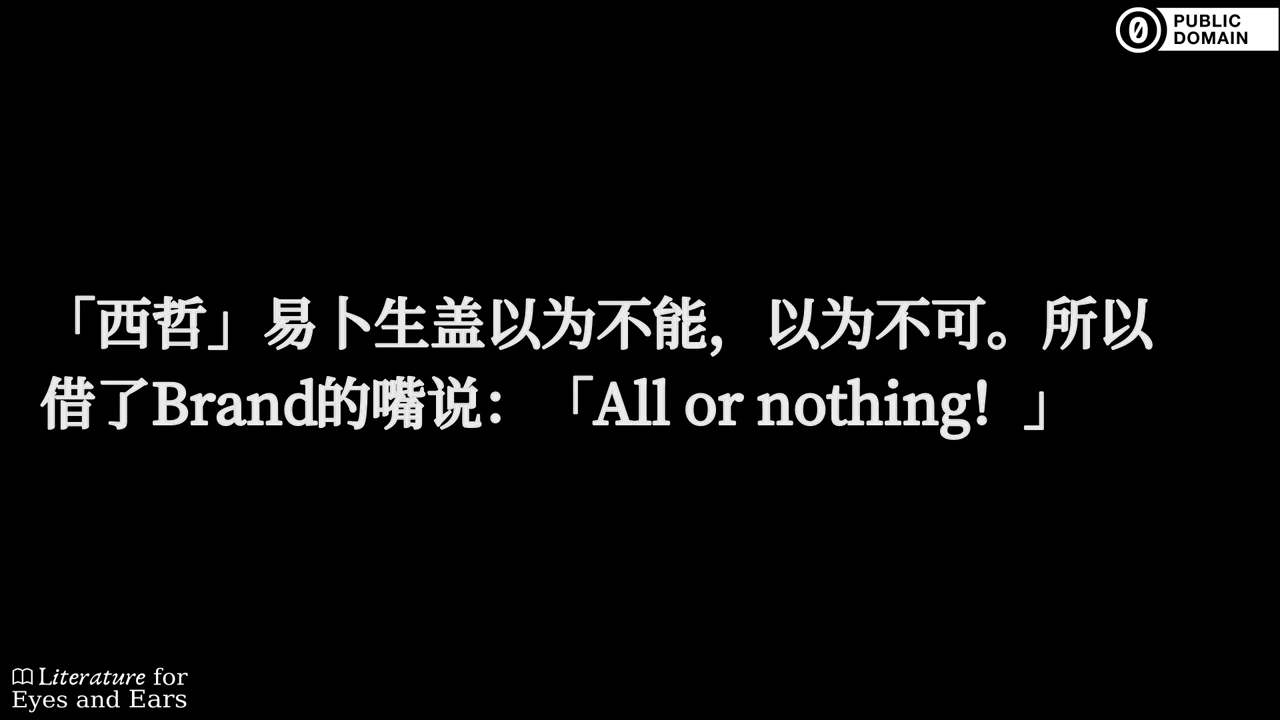 PUBLIC
DOMAIN
「西哲」易卜生盖以为不能，以为不可。所以
借了Brand的嘴说：「All or nothing！」
Literature for
Eyes and Ears